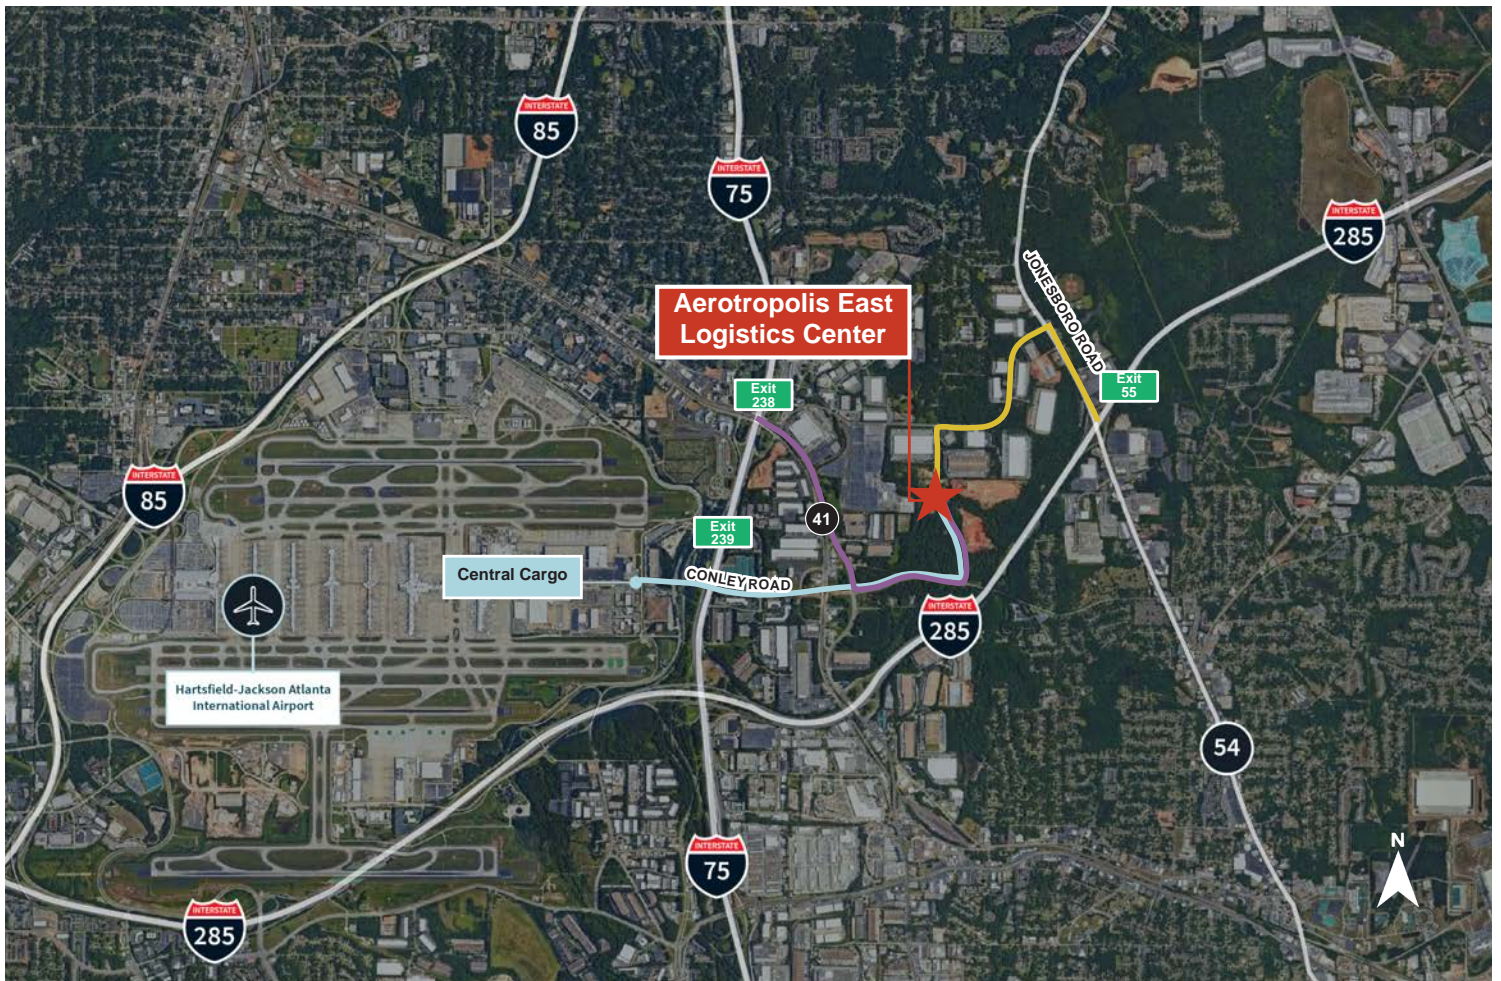 INTERSTATE
85
INTERSTATE
75
INTERSTATE
285
JONESBORO ROAD
Aerotropolis East
Logistics Center
Exit
238
Exit
55
INTERSTATE
85
41
Exit
239
Central Cargo
CONLEY ROAD
INTERSTATE
285
Hartsfield-Jackson Atlanta
International Airport
54
INTERSTATE
75
N
INTERSTATE
285